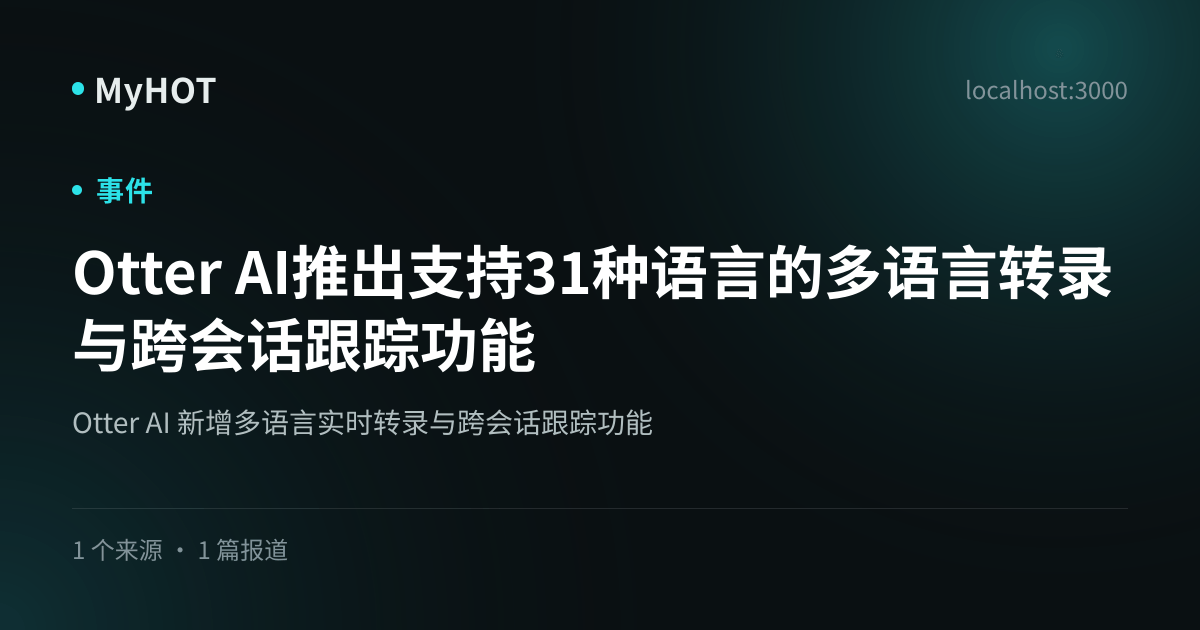 MyHOT
localhost:3000
事件
Otter AI推出支持31种语言的多语言转录
与跨会话跟踪功能
Otter AI 新增多语言实时转录与跨会话跟踪功能
1 个来源 · 1 篇报道